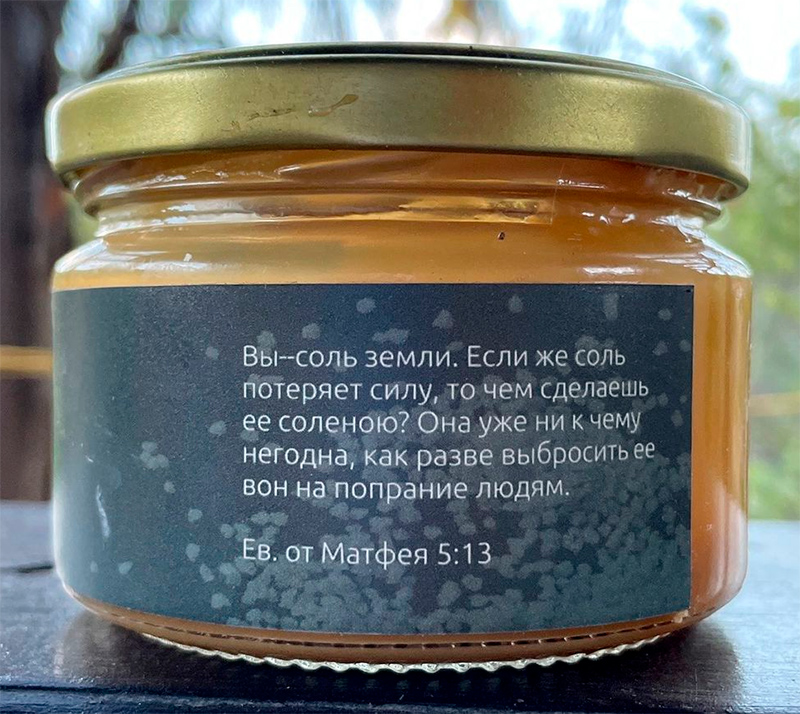 Вы--соль земли. Если же соль
потеряет силу, то чем сделаешь
ее соленою? Она уже ни к чему
негодна, как разве выбросить ее
вон на попрание людям.
Ев. от Матфея 5:13